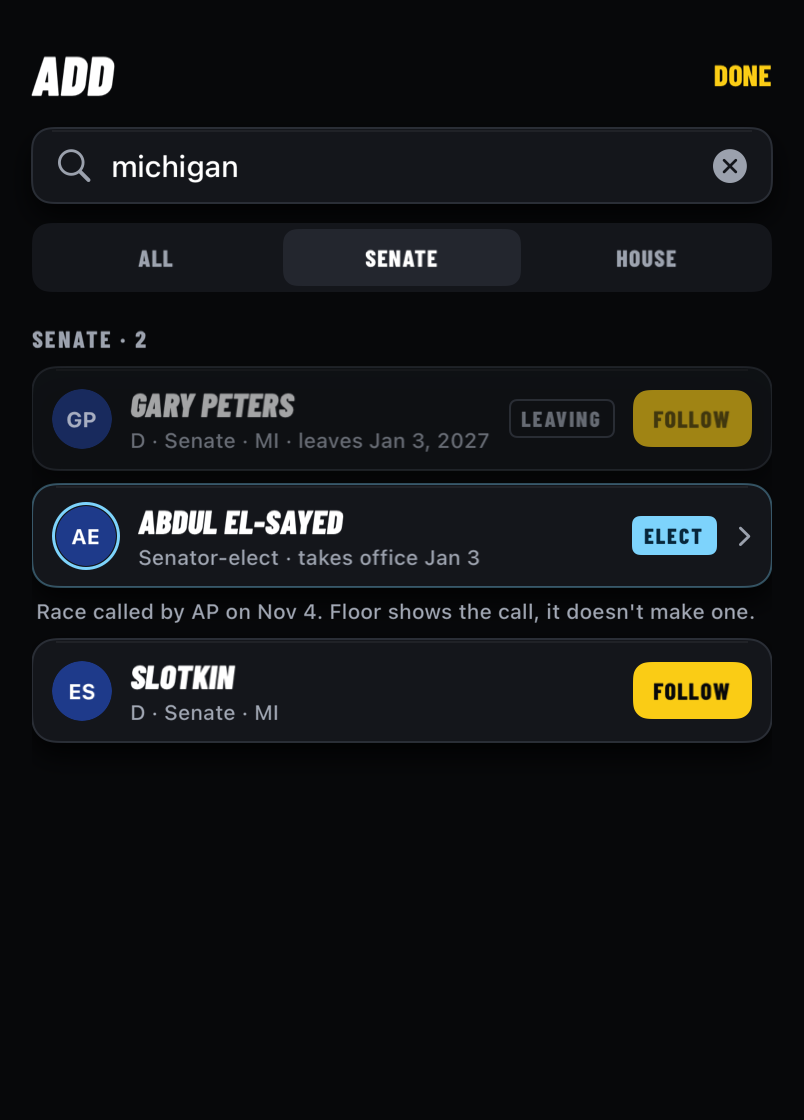 ADD
DONE
michigan
ALL
SENATE
HOUSE
SENATE · 2
GP
GARY PETERS
D · Senate · MI · leaves Jan 3, 2027
LEAVING
FOLLOW
AE
ABDUL EL-SAYED
Senator-elect · takes office Jan 3
ELECT
Race called by AP on Nov 4. Floor shows the call, it doesn't make one.
ES
SLOTKIN
D · Senate · MI
FOLLOW